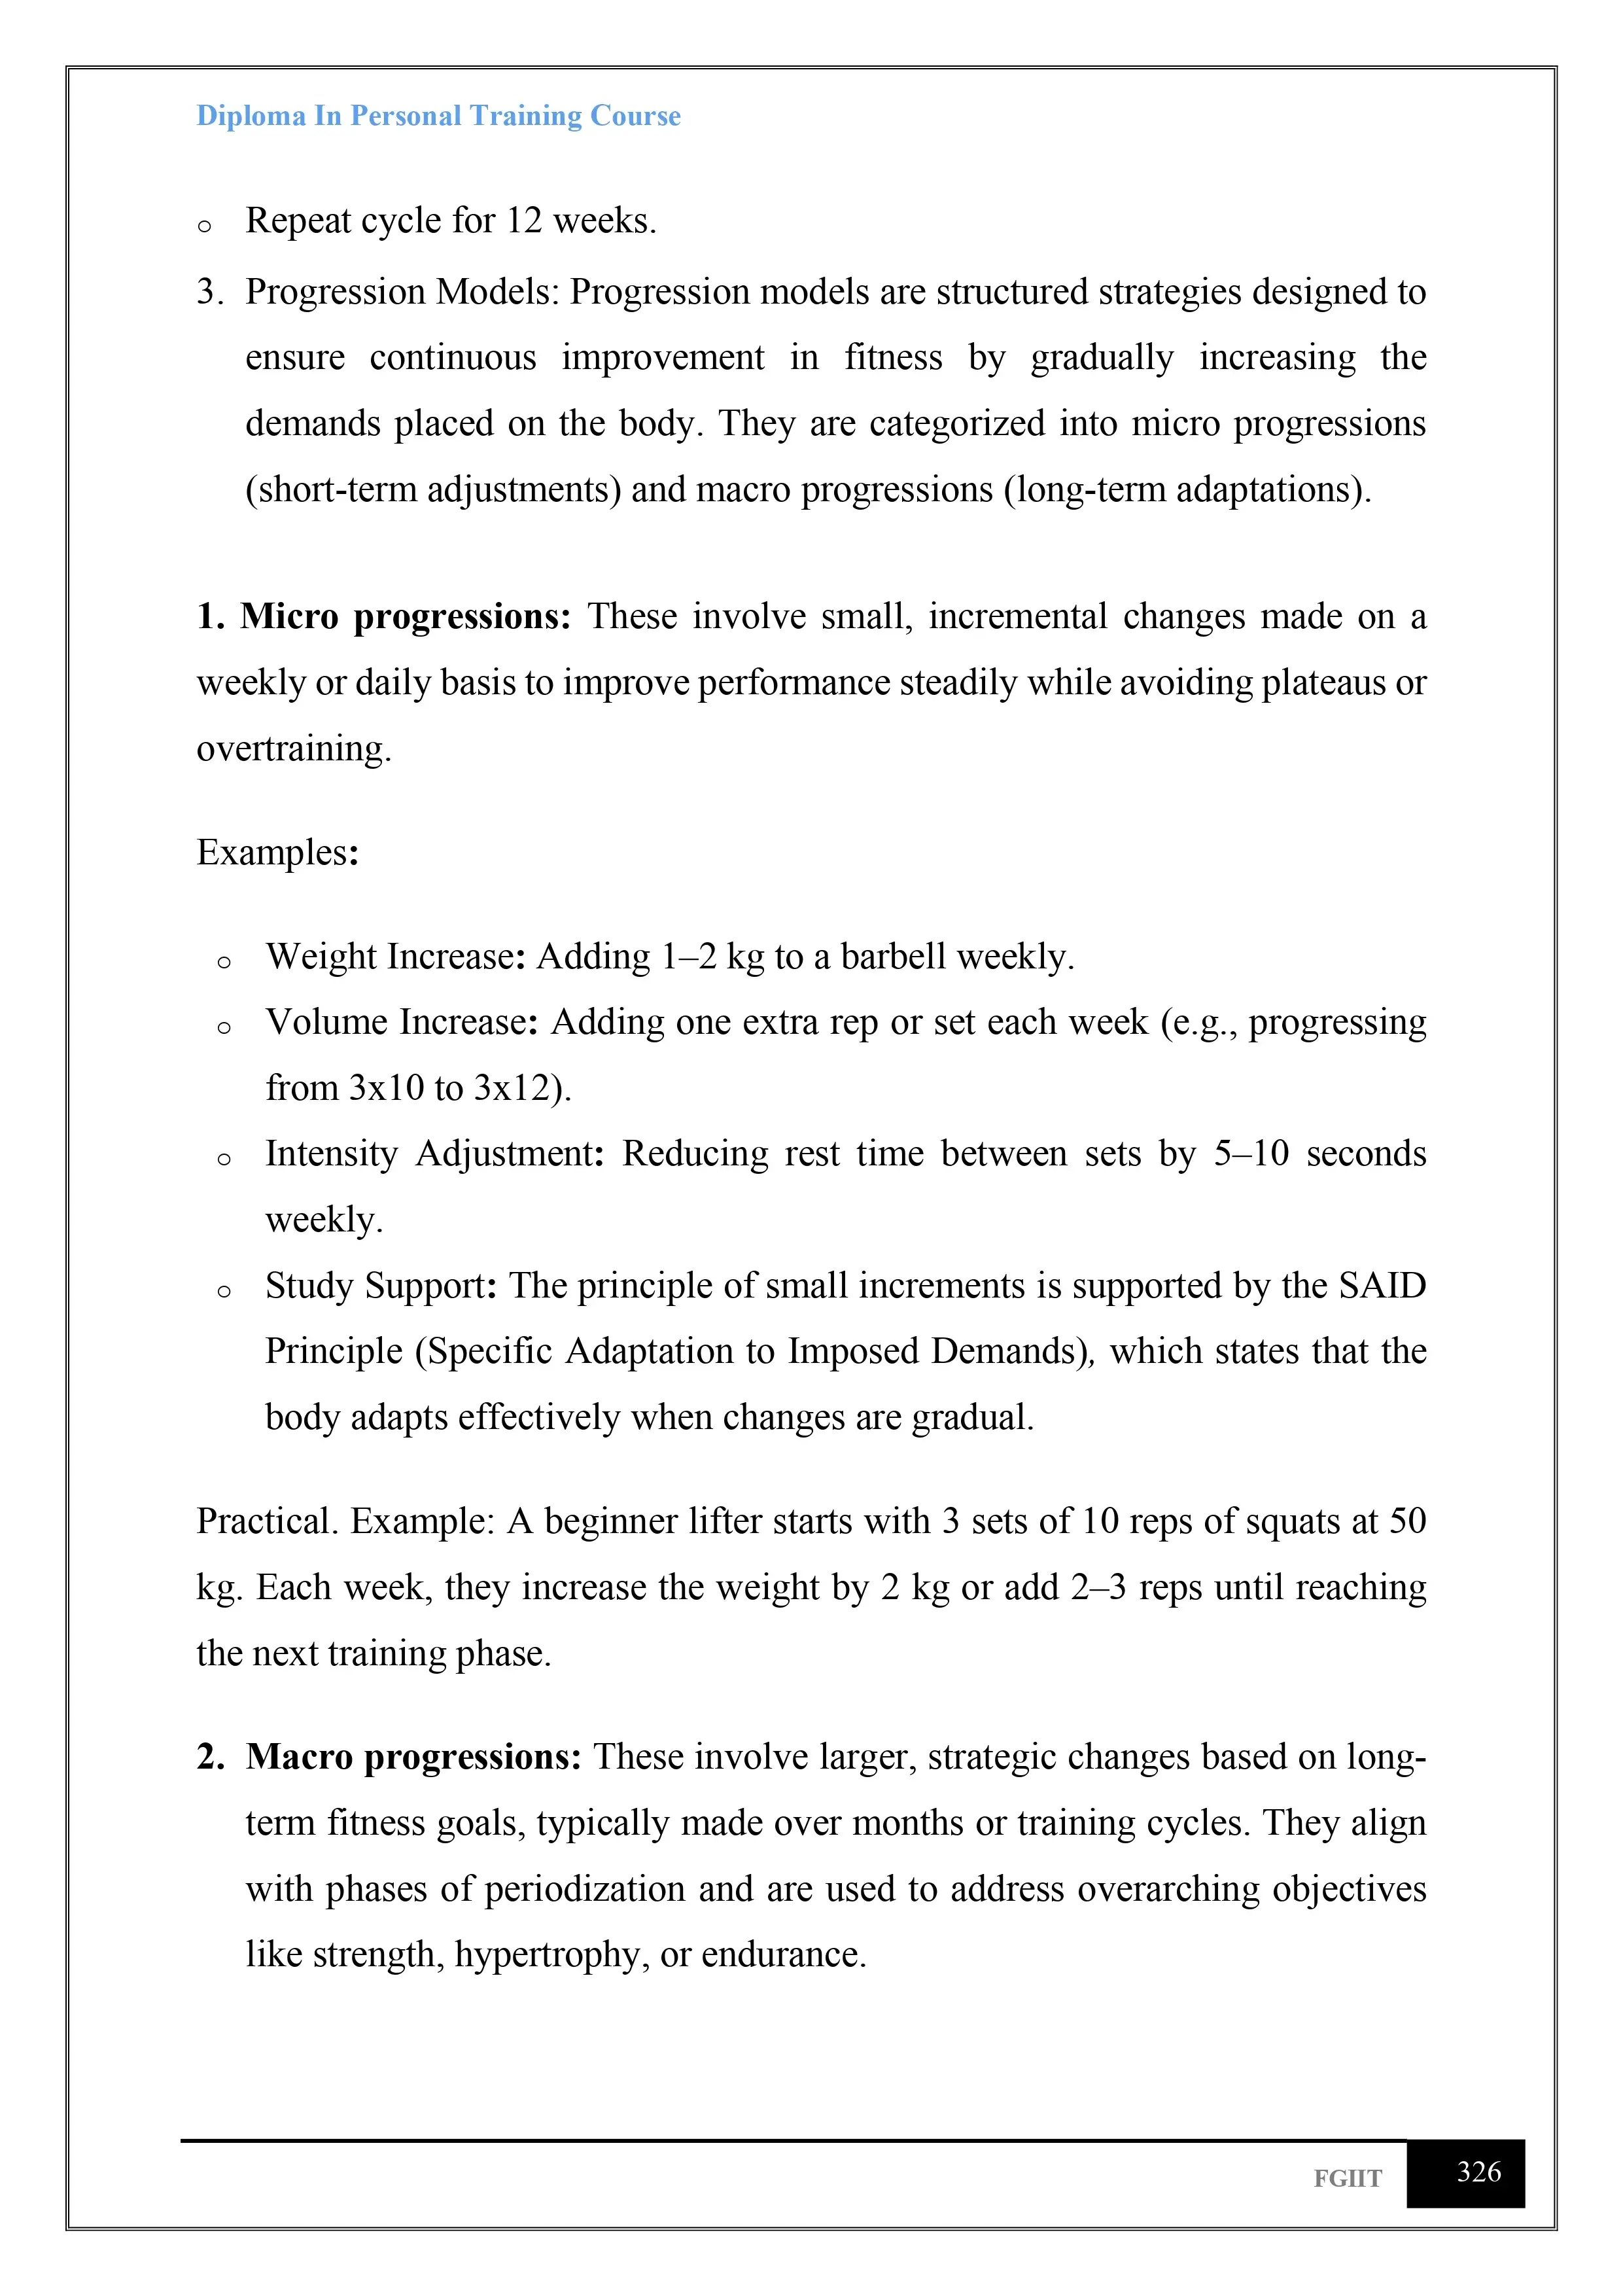 Diploma In Personal Training Course
o Repeat cycle for 12 weeks.
3. Progression Models: Progression models are structured strategies designed to
ensure continuous improvement in fitness by gradually increasing the
demands placed on the body. They are categorized into micro progressions
(short-term adjustments) and macro progressions (long-term adaptations).
1. Micro progressions: These involve small, incremental changes made on a
weekly or daily basis to improve performance steadily while avoiding plateaus or
overtraining.
Examples:
o Weight Increase: Adding 1–2 kg to a barbell weekly.
o Volume Increase: Adding one extra rep or set each week (e.g., progressing
from 3x10 to 3x12).
o Intensity Adjustment: Reducing rest time between sets by 5–10 seconds
weekly.
o Study Support: The principle of small increments is supported by the SAID
Principle (Specific Adaptation to Imposed Demands), which states that the
body adapts effectively when changes are gradual.
Practical. Example: A beginner lifter starts with 3 sets of 10 reps of squats at 50
kg. Each week, they increase the weight by 2 kg or add 2–3 reps until reaching
the next training phase.
2. Macro progressions: These involve larger, strategic changes based on long-
term fitness goals, typically made over months or training cycles. They align
with phases of periodization and are used to address overarching objectives
like strength, hypertrophy, or endurance.
FGIIT 326